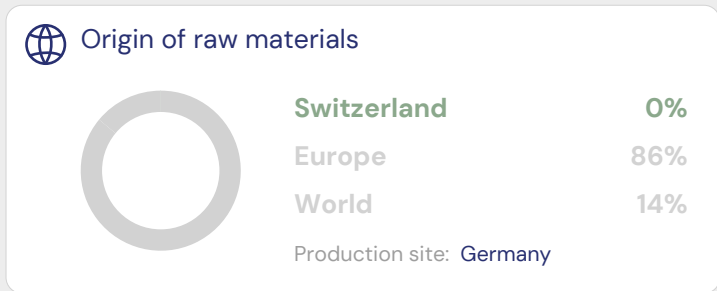 Origin of raw materials
Switzerland 0%
Europe 86%
World 14%
Production site: Germany